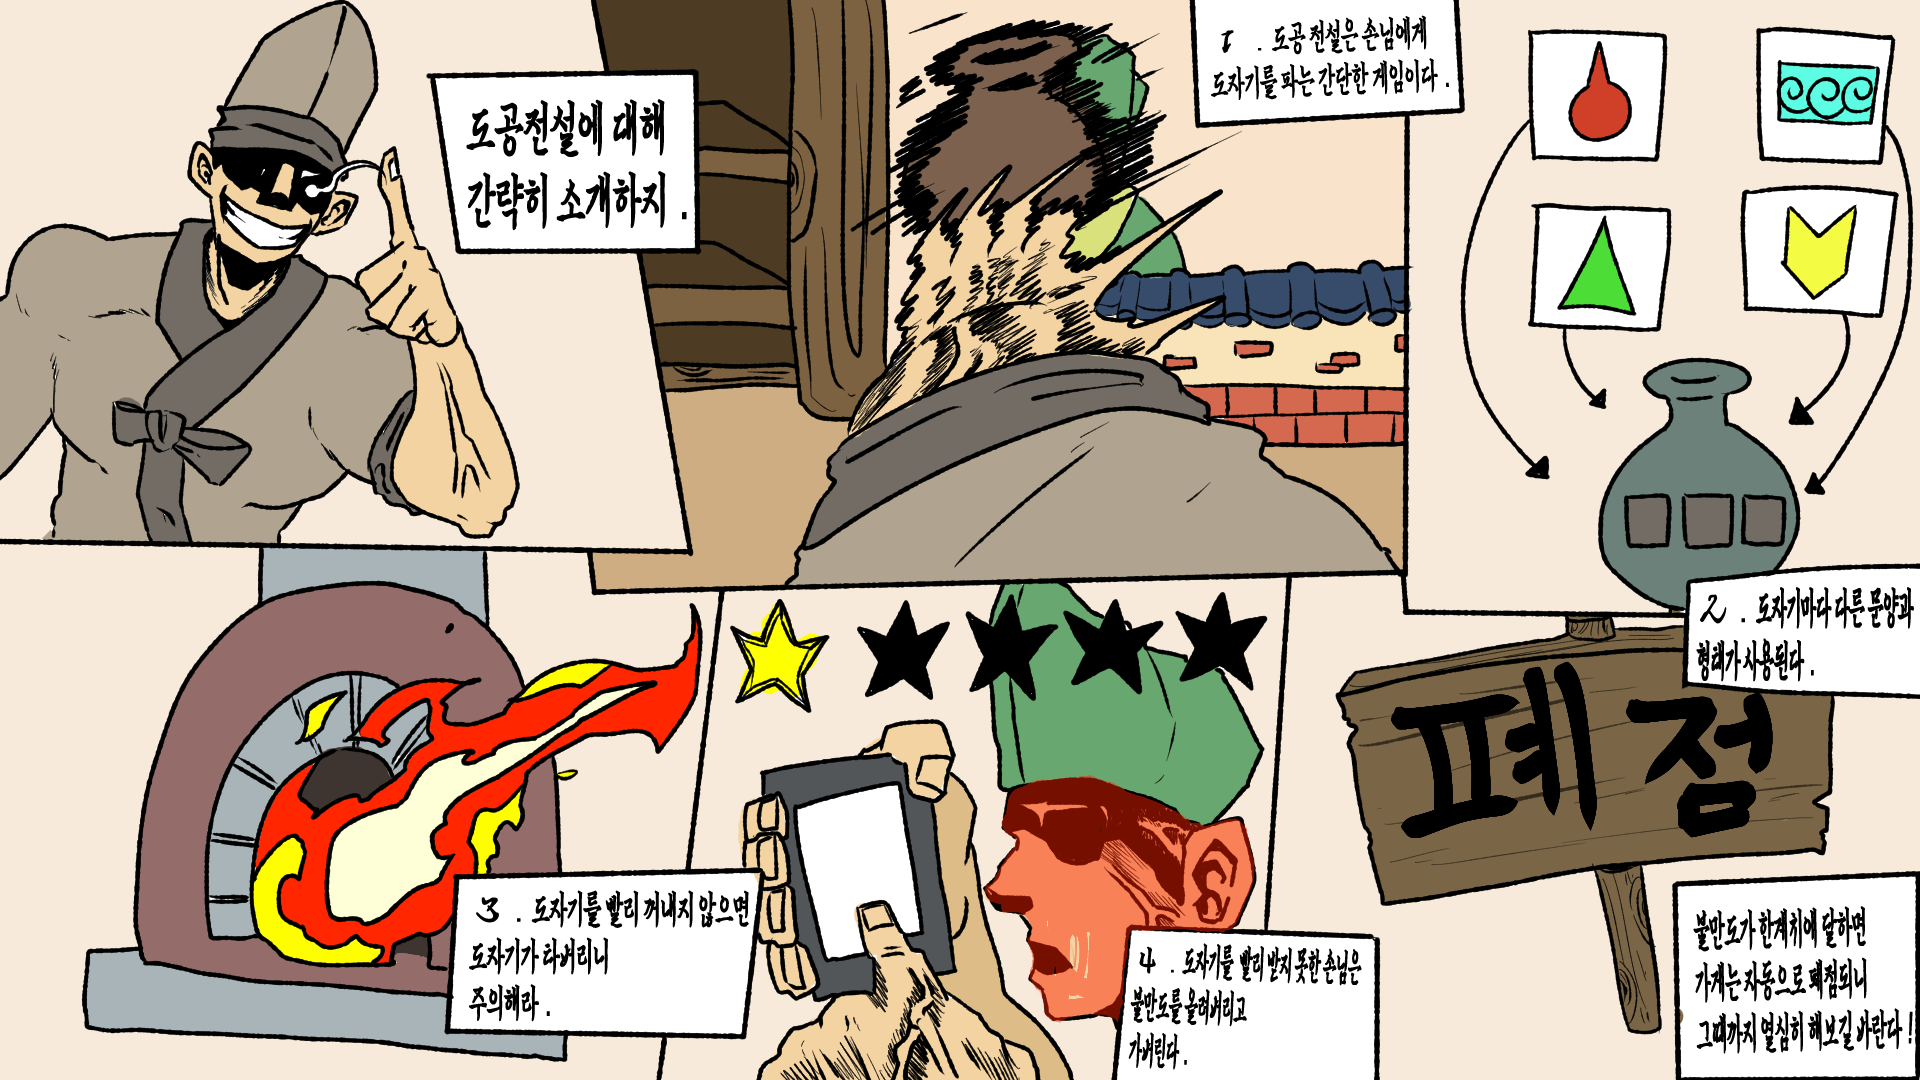 도공전설에 대해
간략히 소개하지 .
1 . 도공 전설은 손님에게
도자기를 파는 간단한 게임이다 .
2 . 도자기마다 다른 문양과
형태가 사용된다 .
3 . 도자기를 빨리 꺼내지 않으면
도자기가 타버리니
주의해라 .
4 . 도자기를 빨리 받지 못한 손님은
불만도를 올려버리고
가버린다 .
폐점
불만도가 한계치에 달하면
가게는 자동으로 폐점되니
그때까지 열심히 해보길 바란다 !